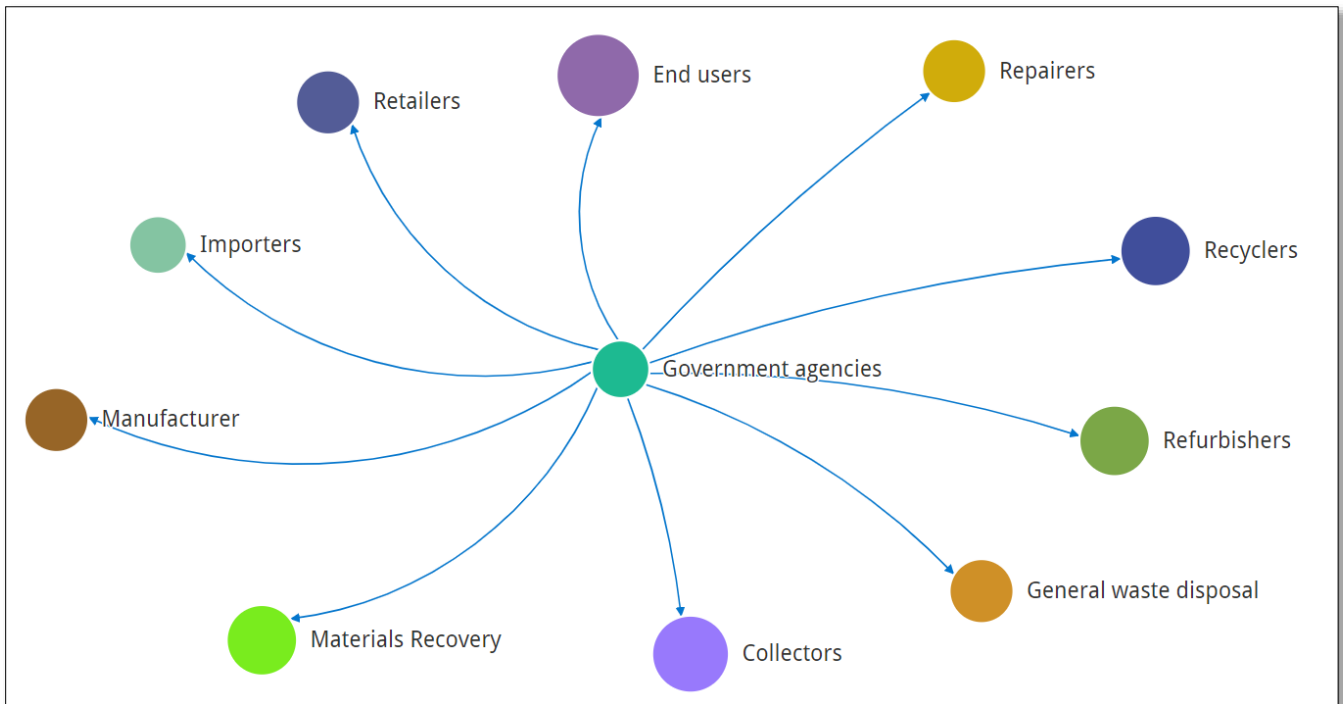 End users
Repairers
Retailers
Importers
Recyclers
Government agencies
Manufacturer
Refurbishers
General waste disposal
Materials Recovery
Collectors